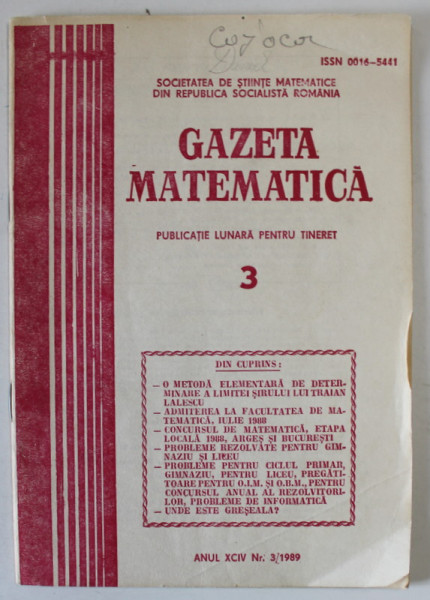 Cojocar
ISSN 0016-5441
SOCIETATEA DE ȘTIINȚE MATEMATICE
DIN REPUBLICA SOCIALISTĂ ROMÂNIA
GAZETA
MATEMATICĂ
PUBLICAȚIE LUNARĂ PENTRU TINERET
3
DIN CUPRINS:
— O METODĂ ELEMENTARĂ DE DETER-
MINARE A LIMITEI ȘIRULUI LUI TRAIAN
LALESCU
— ADMITEREA LA FACULTATEA DE MA-
TEMATICĂ, IULIE 1988
— CONCURSUL DE MATEMATICĂ, ETAPA
LOCALĂ 1988, ARGEȘ ȘI BUCUREȘTI
— PROBLEME REZOLVATE PENTRU GIM-
NAZIU ȘI LICEU
— PROBLEME PENTRU CICLUL PRIMAR,
GIMNAZIU, PENTRU LICEU, PREGĂTI-
TOARE PENTRU O.I.M. ȘI O.B.M., PENTRU
CONCURSUL ANUAL AL REZOLVITORI-
LOR, PROBLEME DE INFORMATICĂ
— UNDE ESTE GREȘEALA?
ANUL XCIV Nr. 3/1989